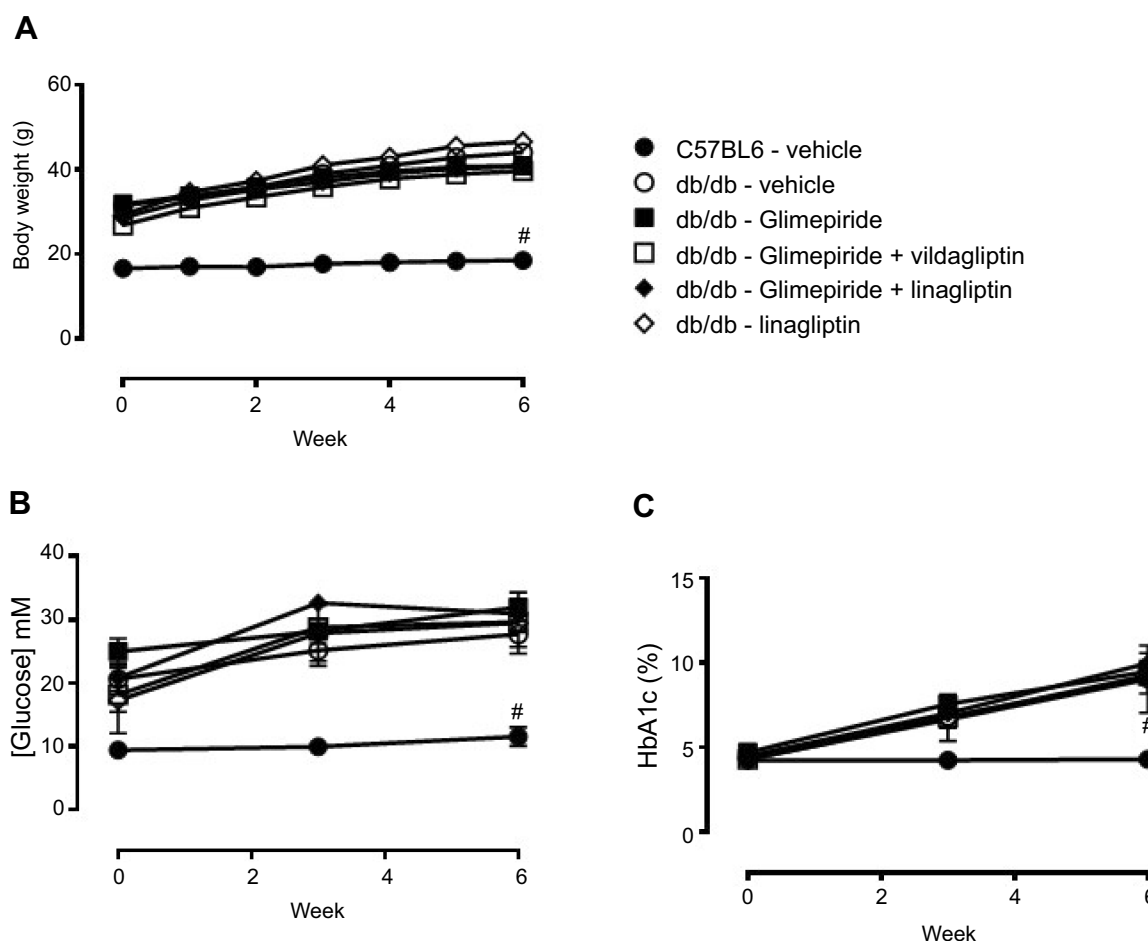 A
Body weight (g)
60
40
20
0
#
0 2 4 6
Week
C57BL6 - vehicle
db/db - vehicle
db/db - Glimepiride
db/db - Glimepiride + vildagliptin
db/db - Glimepiride + linagliptin
db/db - linagliptin
B
[Glucose] mM
40
30
20
10
0
#
0 2 4 6
Week
C
HbA1c (%)
15
10
5
0
#
0 2 4 6
Week